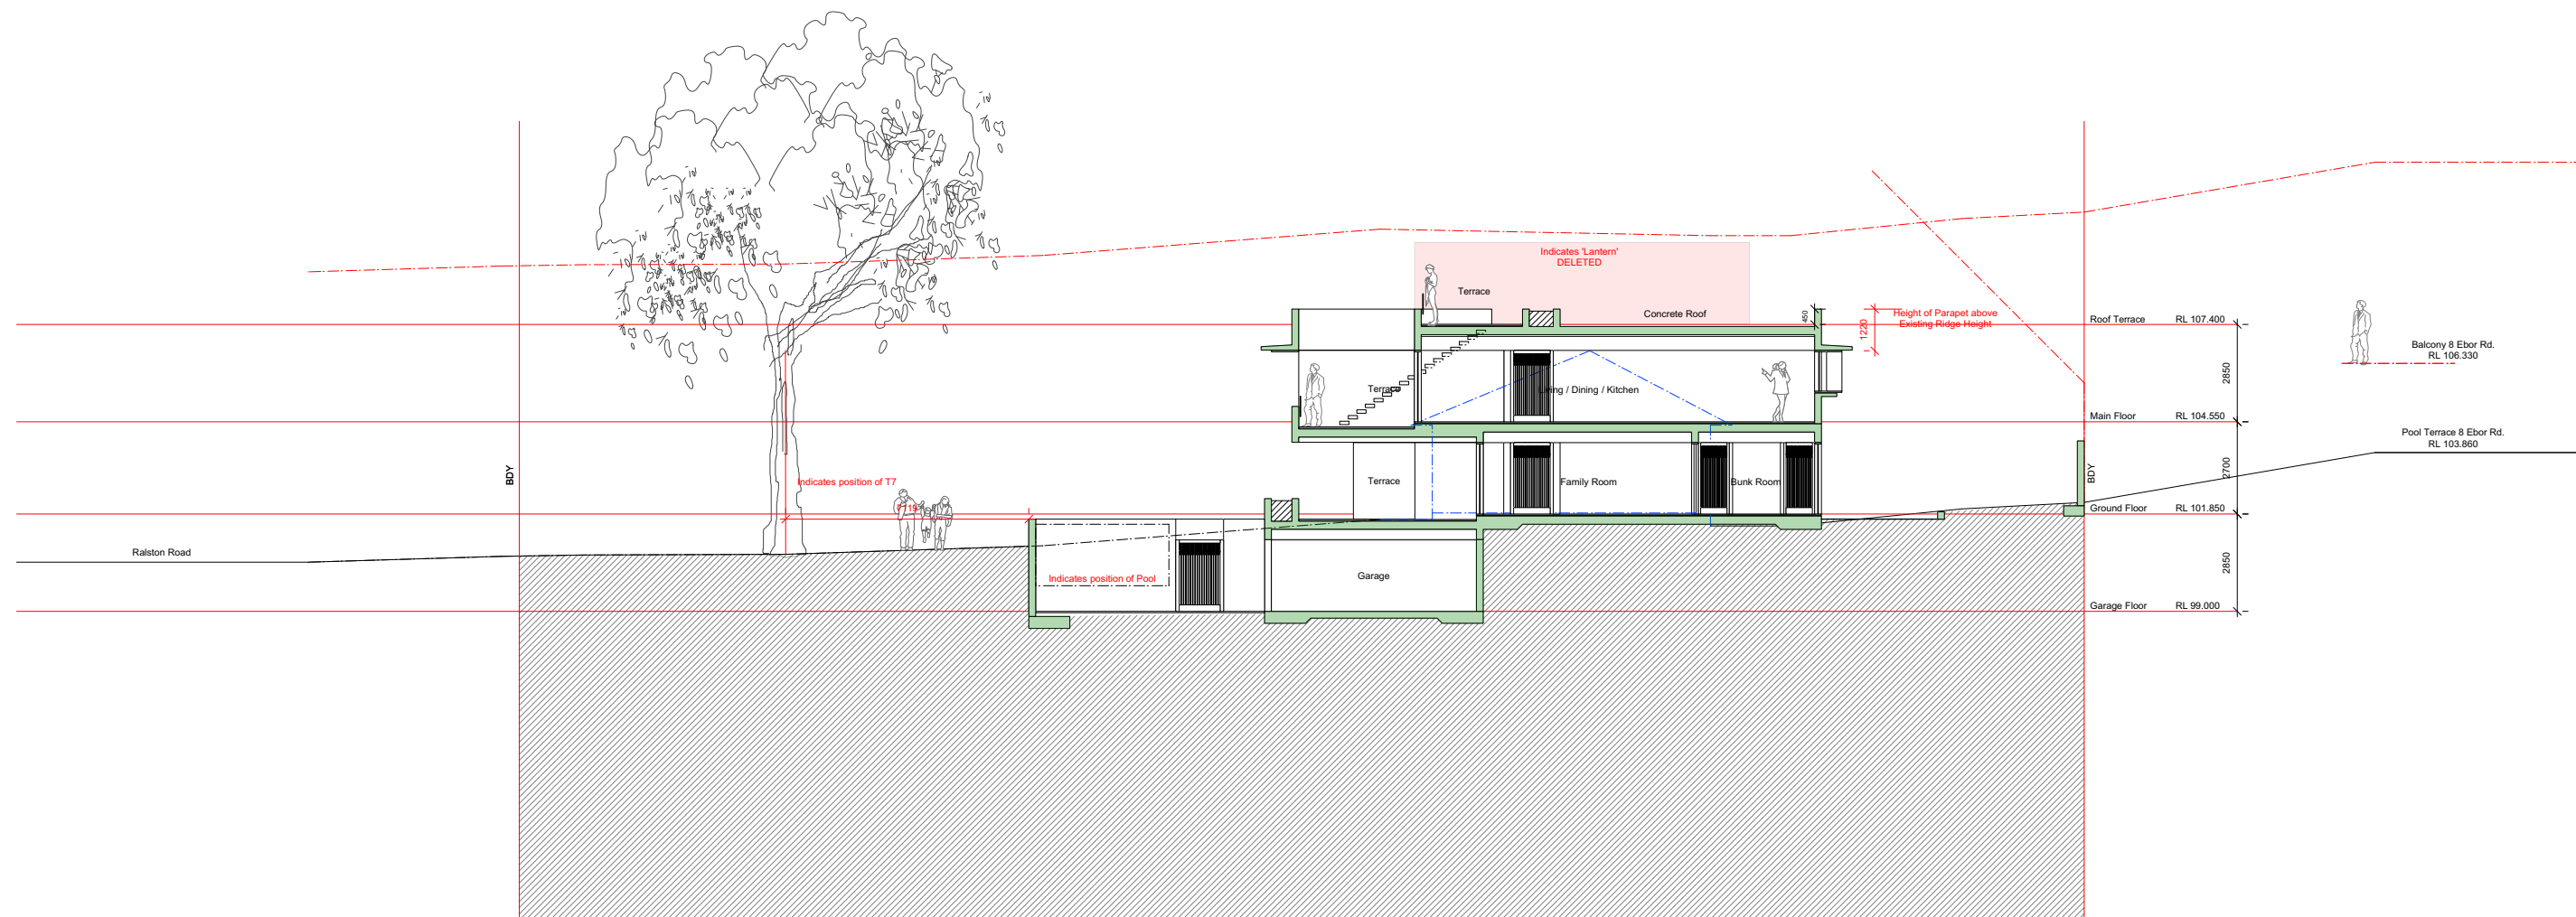 Indicates 'Lantern'
DELETED
Terrace
Concrete Roof
450
1220
Height of Parapet above
Existing Ridge Height
Roof Terrace RL 107.400
Balcony 8 Ebor Rd.
RL 106.330
2850
Terrace
Living / Dining / Kitchen
Main Floor RL 104.550
Pool Terrace 8 Ebor Rd.
RL 103.860
BDY
BDY
2700
Indicates position of T7
Terrace
Family Room
Bunk Room
7115
Ground Floor RL 101.850
Ralston Road
2850
Indicates position of Pool
Garage
Garage Floor RL 99.000